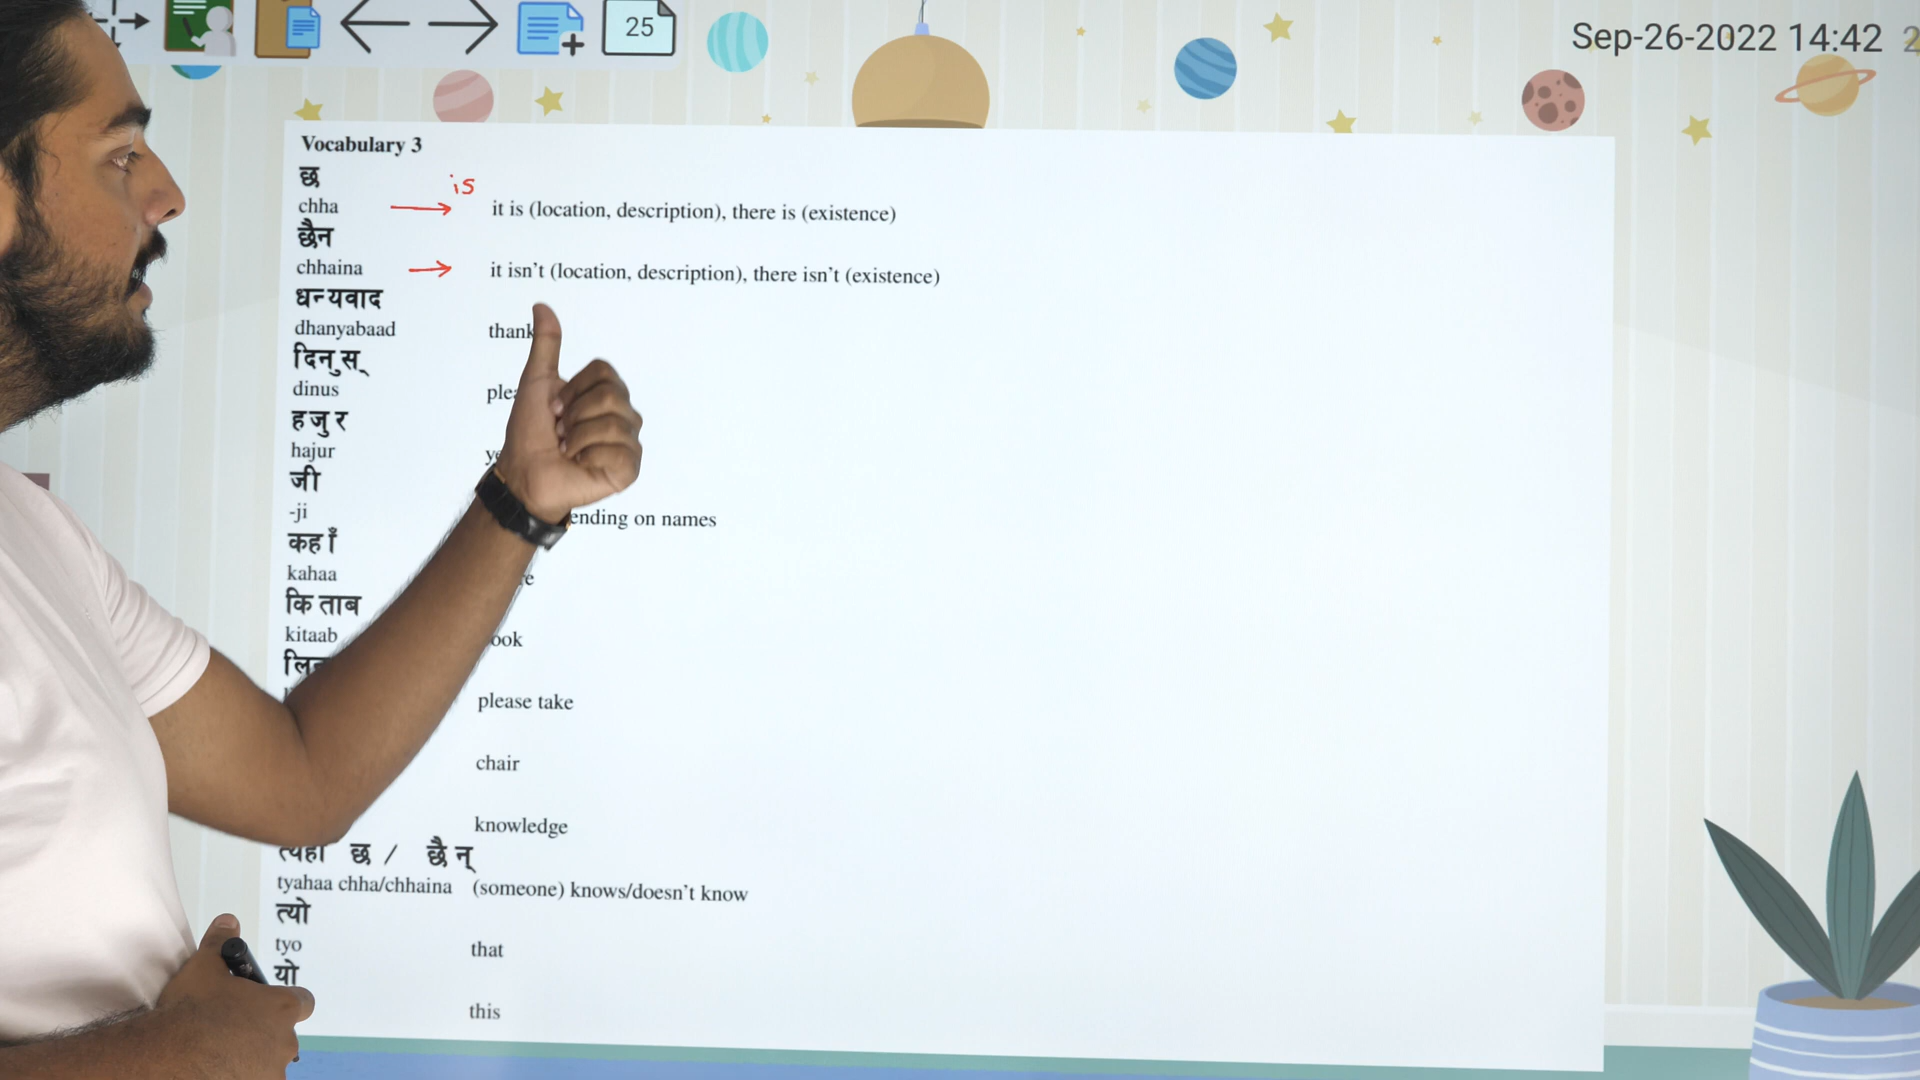 25
Sep-26-2022 14:42
Vocabulary 3
छ
is
chha it is (location, description), there is (existence)
छैन
chhaina it isn't (location, description), there isn't (existence)
धन्यवाद
dhanyabaad
दिनुस्
dinus
हजुर
hajur
जी
-ji ending on names
कहाँ
kahaa
किताब
kitaab
please take
chair
knowledge
छ / छैन्
tyahaa chha/chhaina (someone) knows/doesn't know
त्यो
tyo that
यो
this